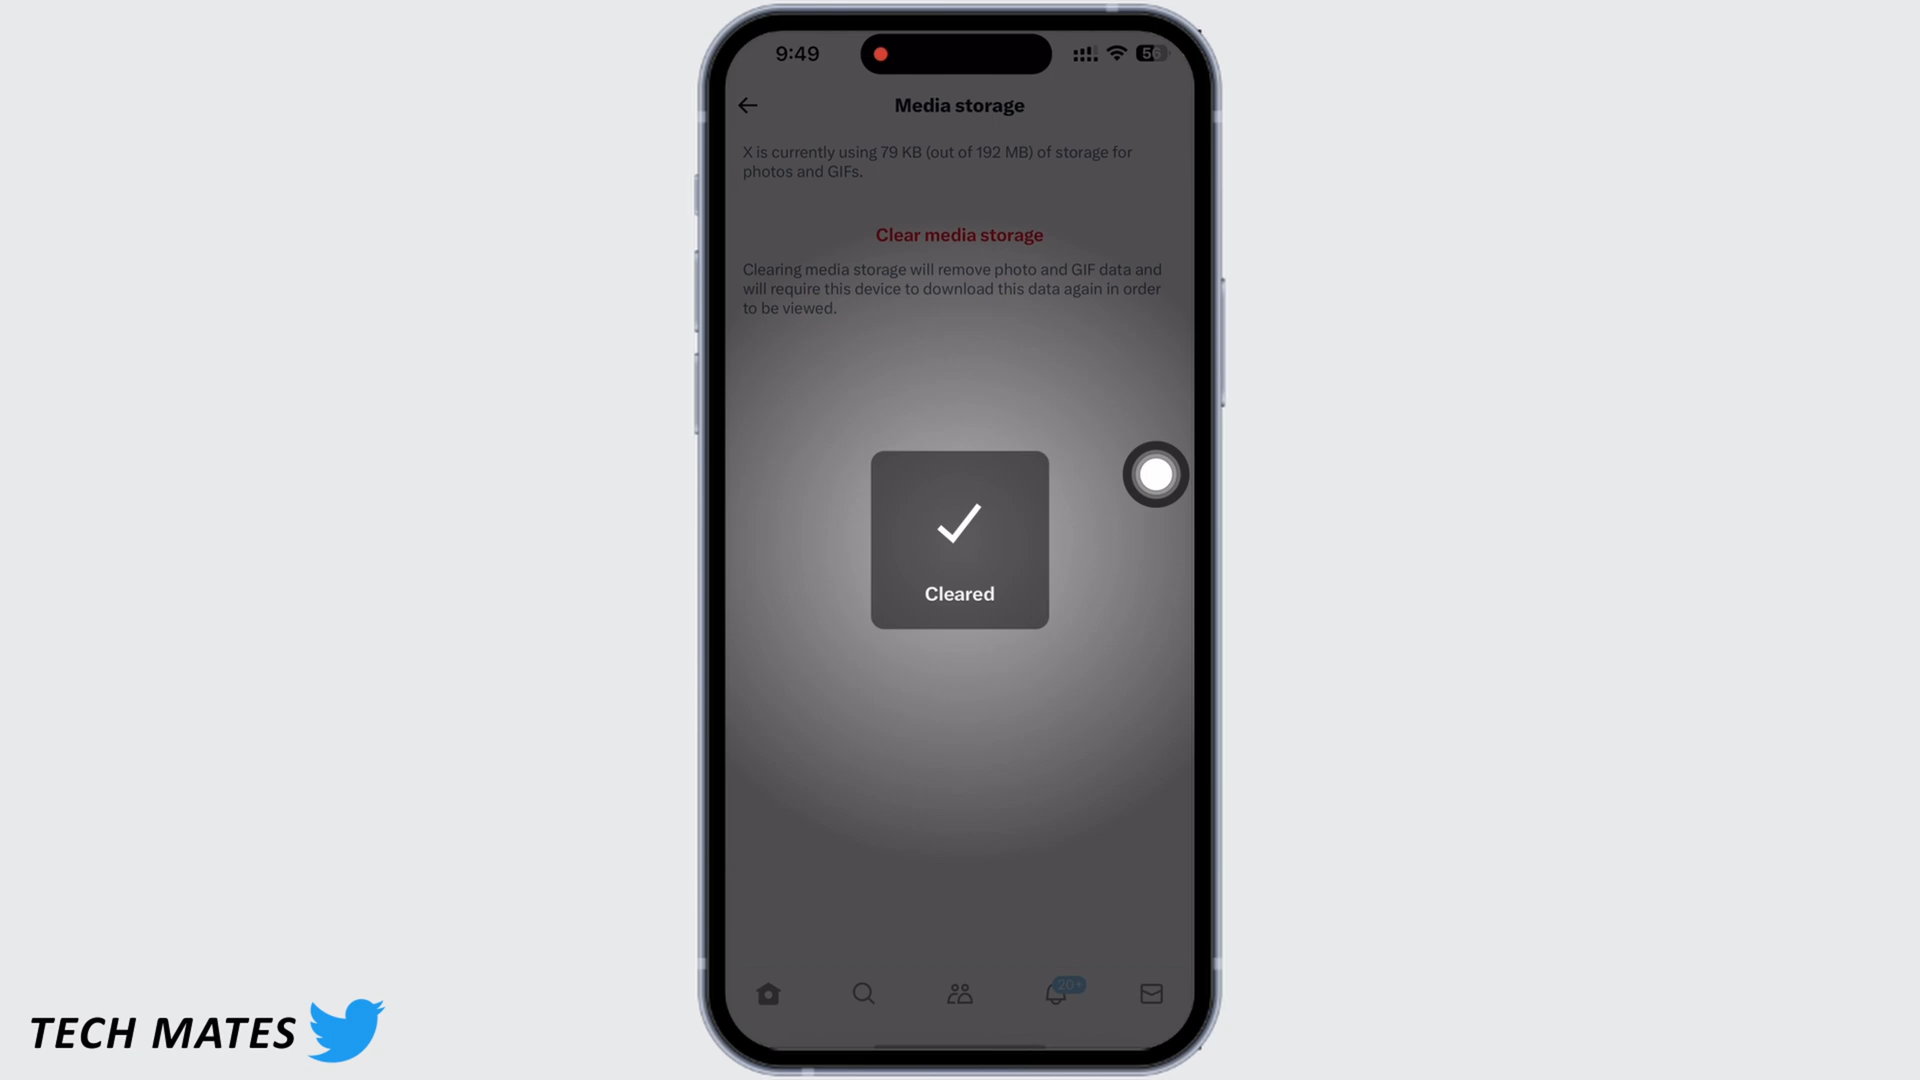 9:49
56
Media storage
X is currently using 79 KB (out of 192 MB) of storage for
photos and GIFs.
Clear media storage
Clearing media storage will remove photo and GIF data and
will require this device to download this data again in order
to be viewed.
Cleared
20+
TECH MATES